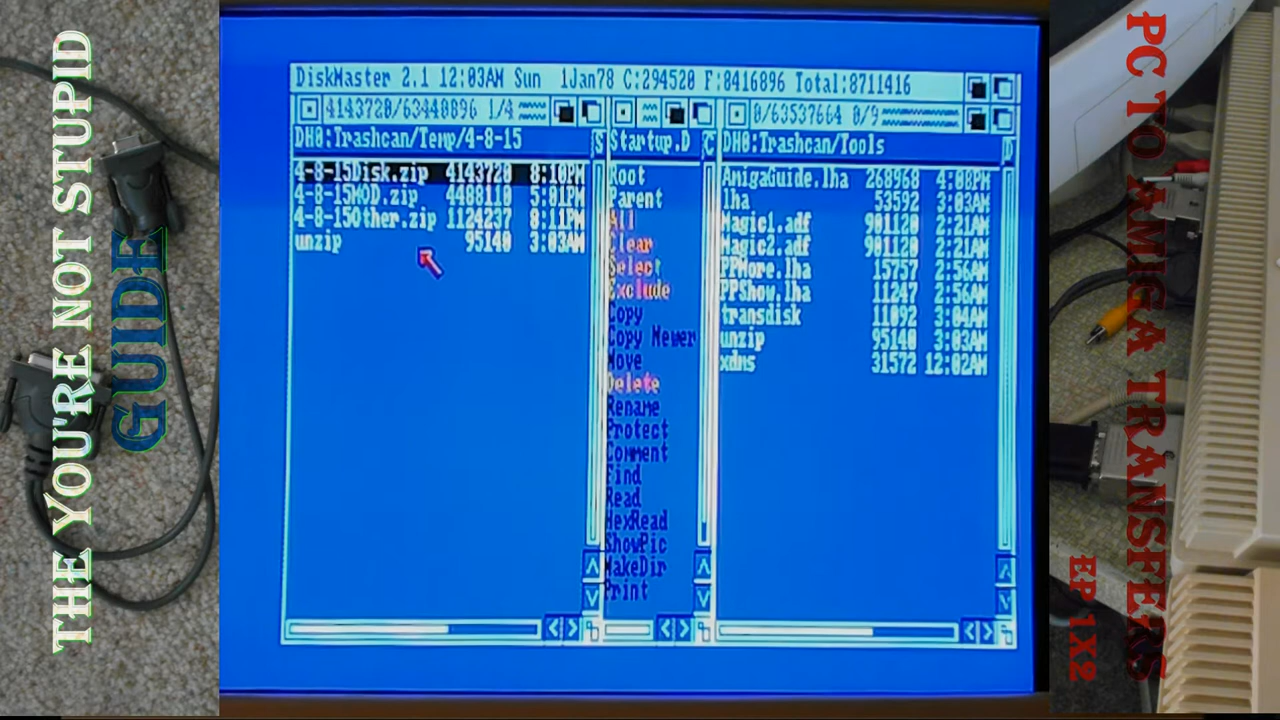 THE YOU'RE NOT STUPID
GUIDE
DiskMaster 2.1 12:03AM Sun 1Jan78 C:294520 F:8416896 Total:8711416
4143720/63448896 1/4
DH0:Trashcan/Temp/4-8-15
S
4-8-15Disk.zip 4143720 8:10PM
4-8-15MOD.zip 4488110 5:01PM
4-8-15Other.zip 1124237 8:11PM
unzip 95140 3:03AM
Startup.D
C
Root
Parent
All
Clear
Select
Exclude
Copy
Copy Newer
Move
Delete
Rename
Protect
Comment
Find
Read
HexRead
ShowPic
MakeDir
Print
0/63537664 0/9
DH0:Trashcan/Tools
D
AmigaGuide.lha 268968 4:08PM
lha 53592 3:03AM
Magic1.adf 901120 2:21AM
Magic2.adf 901120 2:21AM
PPMore.lha 15757 2:56AM
PPShow.lha 11247 2:56AM
transdisk 11092 3:04AM
unzip 95140 3:03AM
xdms 31572 12:02AM
PC TO AMIGA TRANSFERS
EP 1X2